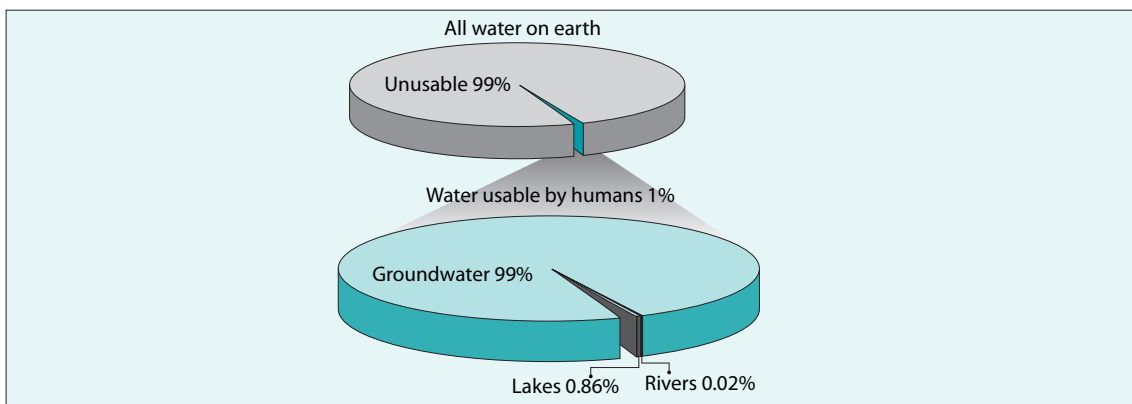 All water on earth
Unusable 99%
Water usable by humans 1%
Groundwater 99%
Lakes 0.86%
Rivers 0.02%